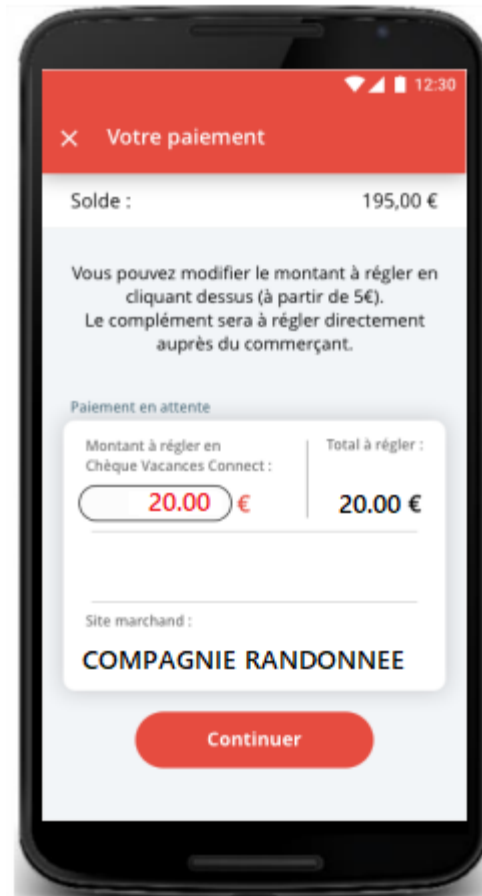 12:30
× Votre paiement
Solde : 195,00 €
Vous pouvez modifier le montant à régler en
cliquant dessus (à partir de 5€).
Le complément sera à régler directement
auprès du commerçant.
Paiement en attente
Montant à régler en
Chèque Vacances Connect :
20.00 €
Total à régler :
20.00 €
Site marchand :
COMPAGNIE RANDONNEE
Continuer